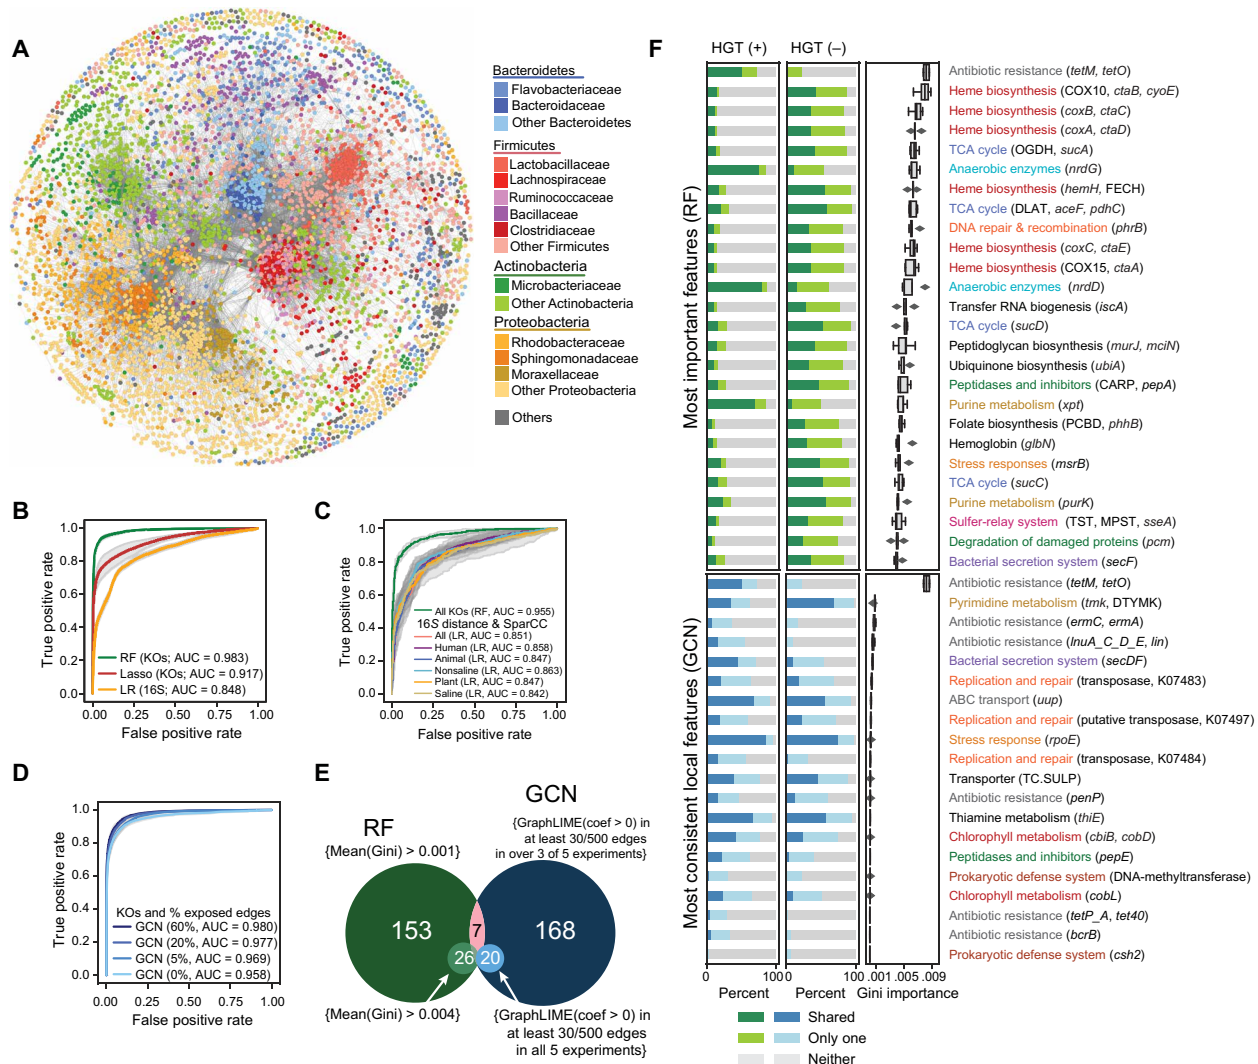 A
Bacteroidetes
Flavobacteriaceae
Bacteroidaceae
Other Bacteroidetes
Firmicutes
Lactobacillaceae
Lachnospiraceae
Ruminococcaceae
Bacillaceae
Clostridiaceae
Other Firmicutes
Actinobacteria
Microbacteriaceae
Other Actinobacteria
Proteobacteria
Rhodobacteraceae
Sphingomonadaceae
Moraxellaceae
Other Proteobacteria
Others
B
True positive rate
1.0
0.8
0.6
0.4
0.2
0.0
RF (KOs; AUC = 0.983)
Lasso (KOs; AUC = 0.917)
LR (16S; AUC = 0.848)
0.00 0.25 0.50 0.75 1.00
False positive rate
C
True positive rate
1.0
0.8
0.6
0.4
0.2
0.0
All KOs (RF, AUC = 0.955)
16S distance & SparCC
All (LR, AUC = 0.851)
Human (LR, AUC = 0.858)
Animal (LR, AUC = 0.847)
Nonsaline (LR, AUC = 0.863)
Plant (LR, AUC = 0.847)
Saline (LR, AUC = 0.842)
0.00 0.25 0.50 0.75 1.00
False positive rate
D
True positive rate
1.0
0.8
0.6
0.4
0.2
0.0
KOs and % exposed edges
GCN (60%, AUC = 0.980)
GCN (20%, AUC = 0.977)
GCN (5%, AUC = 0.969)
GCN (0%, AUC = 0.958)
0.00 0.25 0.50 0.75 1.00
False positive rate
E
GCN
RF
{Mean(Gini) > 0.001}
{GraphLIME(coef > 0) in
at least 30/500 edges
in over 3 of 5 experiments}
153
7
168
26
20
{Mean(Gini) > 0.004}
{GraphLIME(coef > 0) in
at least 30/500 edges
in all 5 experiments}
F
HGT (+) HGT (–)
Most important features (RF)
Antibiotic resistance (tetM, tetO)
Heme biosynthesis (COX10, ctaB, cyoE)
Heme biosynthesis (coxB, ctaC)
Heme biosynthesis (coxA, ctaD)
TCA cycle (OGDH, sucA)
Anaerobic enzymes (nrdG)
Heme biosynthesis (hemH, FECH)
TCA cycle (DLAT, aceF, pdhC)
DNA repair & recombination (phrB)
Heme biosynthesis (coxC, ctaE)
Heme biosynthesis (COX15, ctaA)
Anaerobic enzymes (nrdD)
Transfer RNA biogenesis (iscA)
TCA cycle (sucD)
Peptidoglycan biosynthesis (murJ, mciN)
Ubiquinone biosynthesis (ubiA)
Peptidases and inhibitors (CARP, pepA)
Purine metabolism (xpt)
Folate biosynthesis (PCBD, phhB)
Hemoglobin (glbN)
Stress responses (msrB)
TCA cycle (sucC)
Purine metabolism (purK)
Sulfer-relay system (TST, MPST, sseA)
Degradation of damaged proteins (pcm)
Bacterial secretion system (secF)
Most consistent local features (GCN)
Antibiotic resistance (tetM, tetO)
Pyrimidine metabolism (tmk, DTYMK)
Antibiotic resistance (ermC, ermA)
Antibiotic resistance (lnuA_C_D_E, lin)
Bacterial secretion system (secDF)
Replication and repair (transposase, K07483)
ABC transport (uup)
Replication and repair (putative transposase, K07497)
Stress response (rpoE)
Replication and repair (transposase, K07484)
Transporter (TC.SULP)
Antibiotic resistance (penP)
Thiamine metabolism (thiE)
Chlorophyll metabolism (cbiB, cobD)
Peptidases and inhibitors (pepE)
Prokaryotic defense system (DNA-methyltransferase)
Chlorophyll metabolism (cobL)
Antibiotic resistance (tetP_A, tet40)
Antibiotic resistance (bcrB)
Prokaryotic defense system (csh2)
0 100 0 100 .001 .005 .009
Percent Percent Gini importance
Shared
Only one
Neither